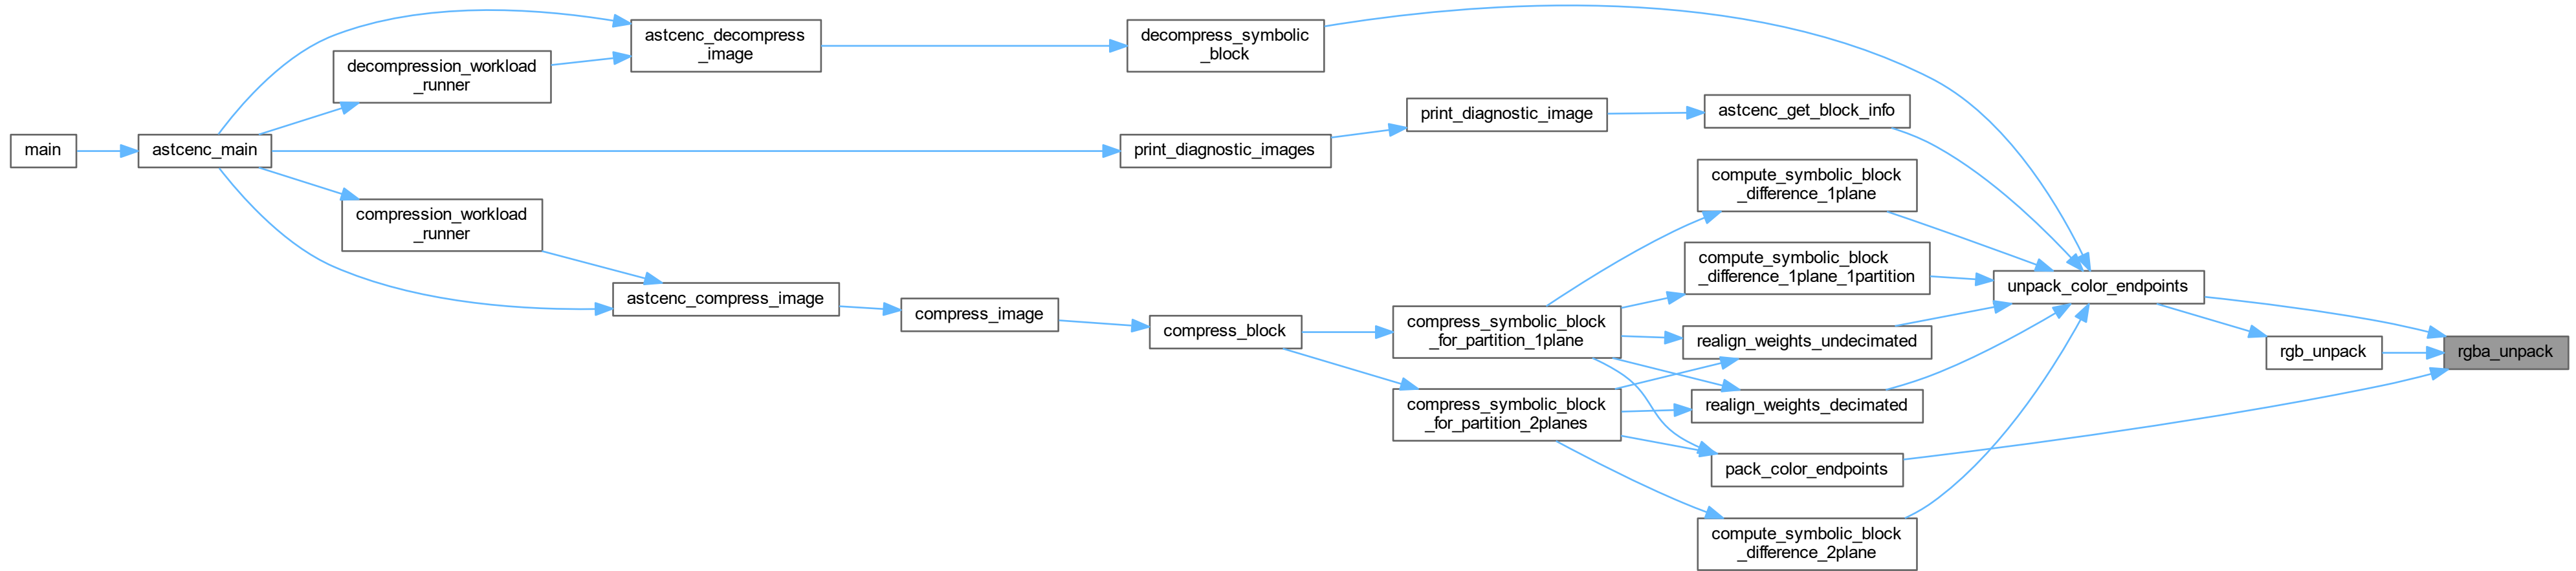 main
astcenc_main
decompression_workload
_runner
compression_workload
_runner
astcenc_decompress
_image
astcenc_compress_image
compress_image
decompress_symbolic
_block
print_diagnostic_images
compress_block
print_diagnostic_image
compress_symbolic_block
_for_partition_1plane
compress_symbolic_block
_for_partition_2planes
astcenc_get_block_info
compute_symbolic_block
_difference_1plane
compute_symbolic_block
_difference_1plane_1partition
realign_weights_undecimated
realign_weights_decimated
pack_color_endpoints
compute_symbolic_block
_difference_2plane
unpack_color_endpoints
rgb_unpack
rgba_unpack